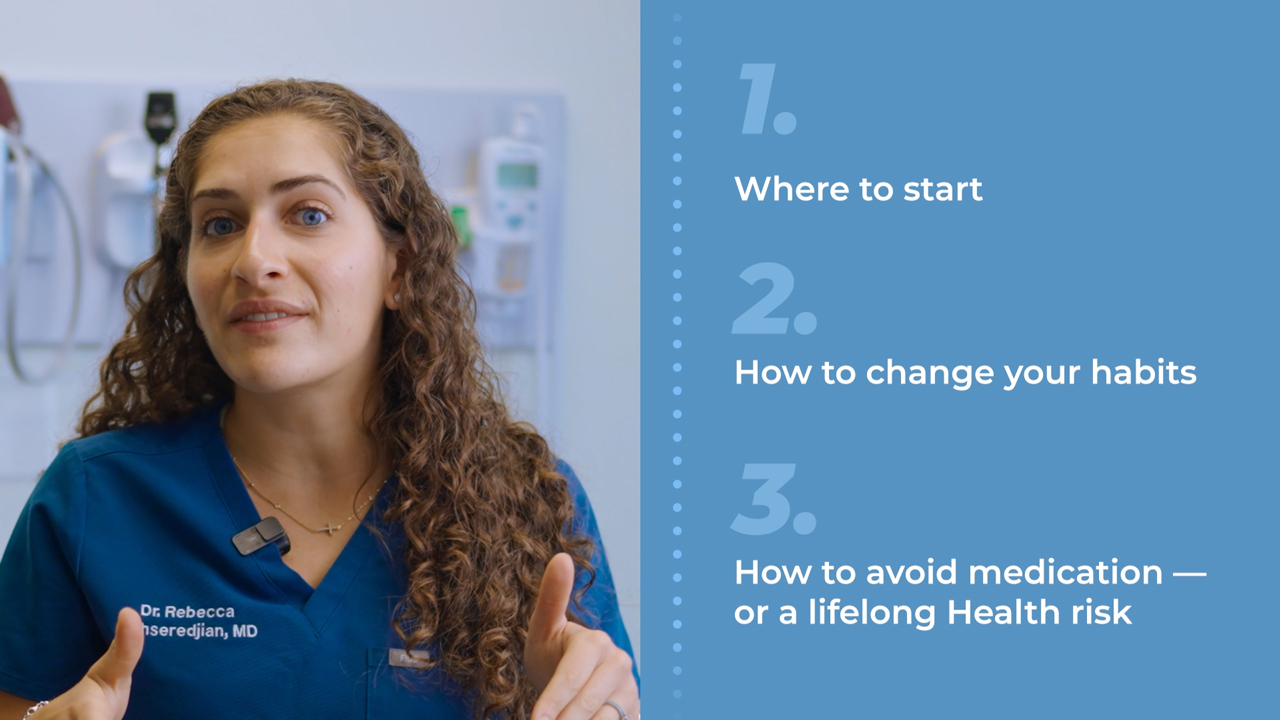 Dr. Rebecca
MD
1.
Where to start
2.
How to change your habits
3.
How to avoid medication —
or a lifelong Health risk